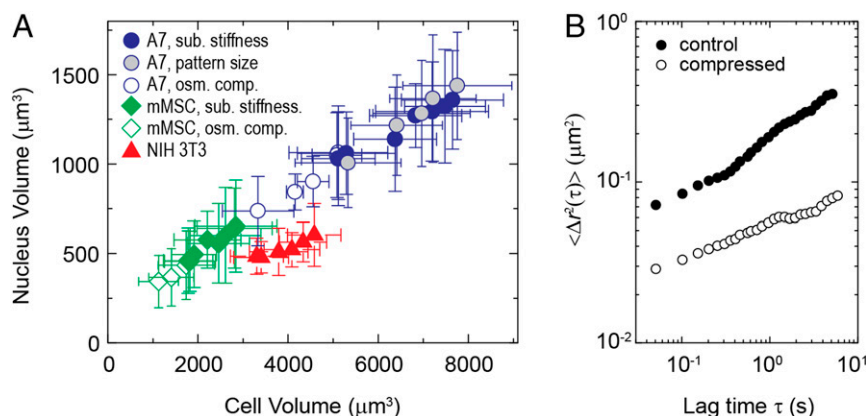 A
A7, sub. stiffness
A7, pattern size
A7, osm. comp.
mMSC, sub. stiffness.
mMSC, osm. comp.
NIH 3T3
1500
1000
500
0
Nucleus Volume (μm³)
0 2000 4000 6000 8000
Cell Volume (μm³)
B
control
compressed
10⁰
10⁻¹
10⁻²
<Δr²(τ)> (μm²)
10⁻¹ 10⁰ 10¹
Lag time τ (s)